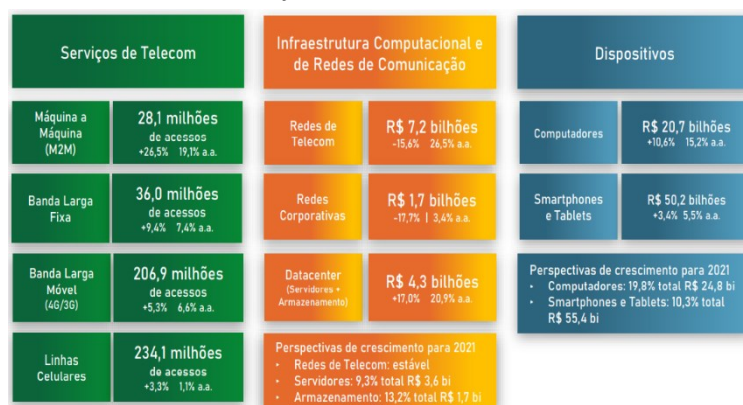 Serviços de Telecom
Máquina a
Máquina
(M2M)
28,1 milhões
de acessos
+26,5% 19,1% a.a.
Banda Larga
Fixa
36,0 milhões
de acessos
+9,4% 7,4% a.a.
Banda Larga
Móvel
(4G/3G)
206,9 milhões
de acessos
+5,3% 6,6% a.a.
Linhas
Celulares
234,1 milhões
de acessos
+3,3% 1,1% a.a.
Infraestrutura Computacional e
de Redes de Comunicação
Redes de
Telecom
R$ 7,2 bilhões
-15,6% 26,5% a.a.
Redes
Corporativas
R$ 1,7 bilhões
-17,7% | 3,4% a.a.
Datacenter
(Servidores +
Armazenamento)
R$ 4,3 bilhões
+17,0% 20,9% a.a.
Perspectivas de crescimento para 2021
• Redes de Telecom: estável
• Servidores: 9,3% total R$ 3,6 bi
• Armazenamento: 13,2% total R$ 1,7 bi
Dispositivos
Computadores
R$ 20,7 bilhões
+10,6% 15,2% a.a.
Smartphones
e Tablets
R$ 50,2 bilhões
+3,4% 5,5% a.a.
Perspectivas de crescimento para 2021
• Computadores: 19,8% total R$ 24,8 bi
• Smartphones e Tablets: 10,3% total
R$ 55,4 bi